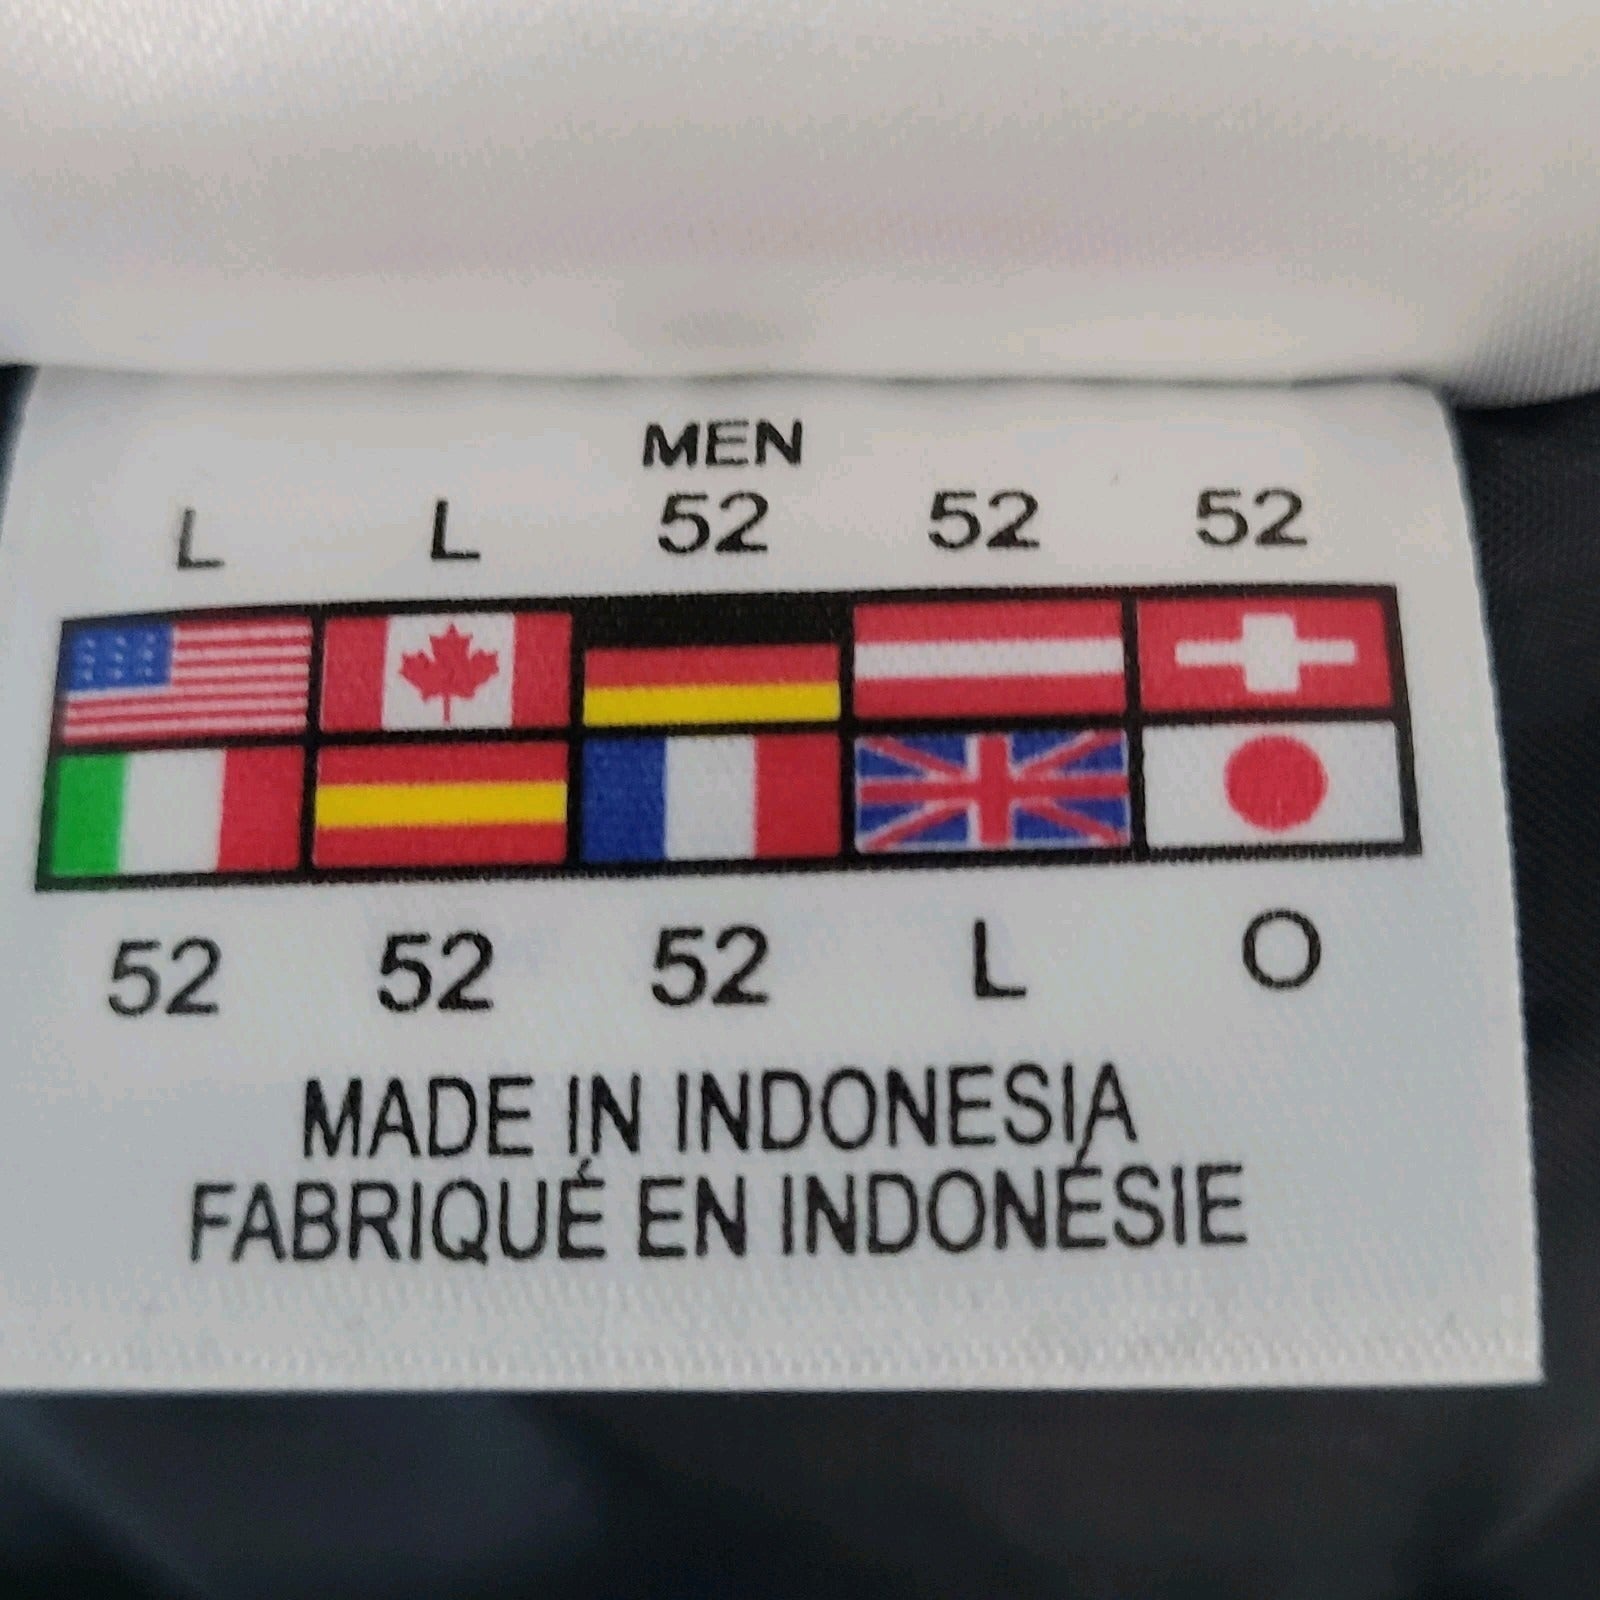 MEN
L L 52 52 52
52 52 52 L O
MADE IN INDONESIA
FABRIQUÉ EN INDONÉSIE